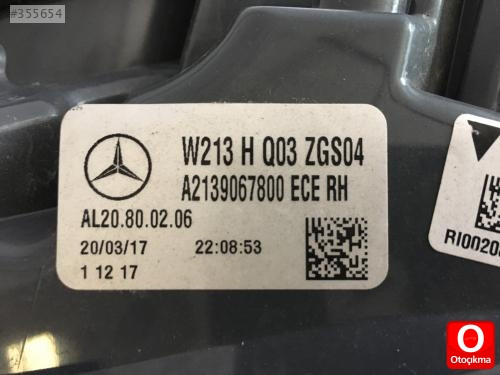 #355654
W213 H Q03 ZGS04
A2139067800 ECE RH
AL20.80.02.06
20/03/17 22:08:53
1 12 17
RI0020
O
Otoçıkma